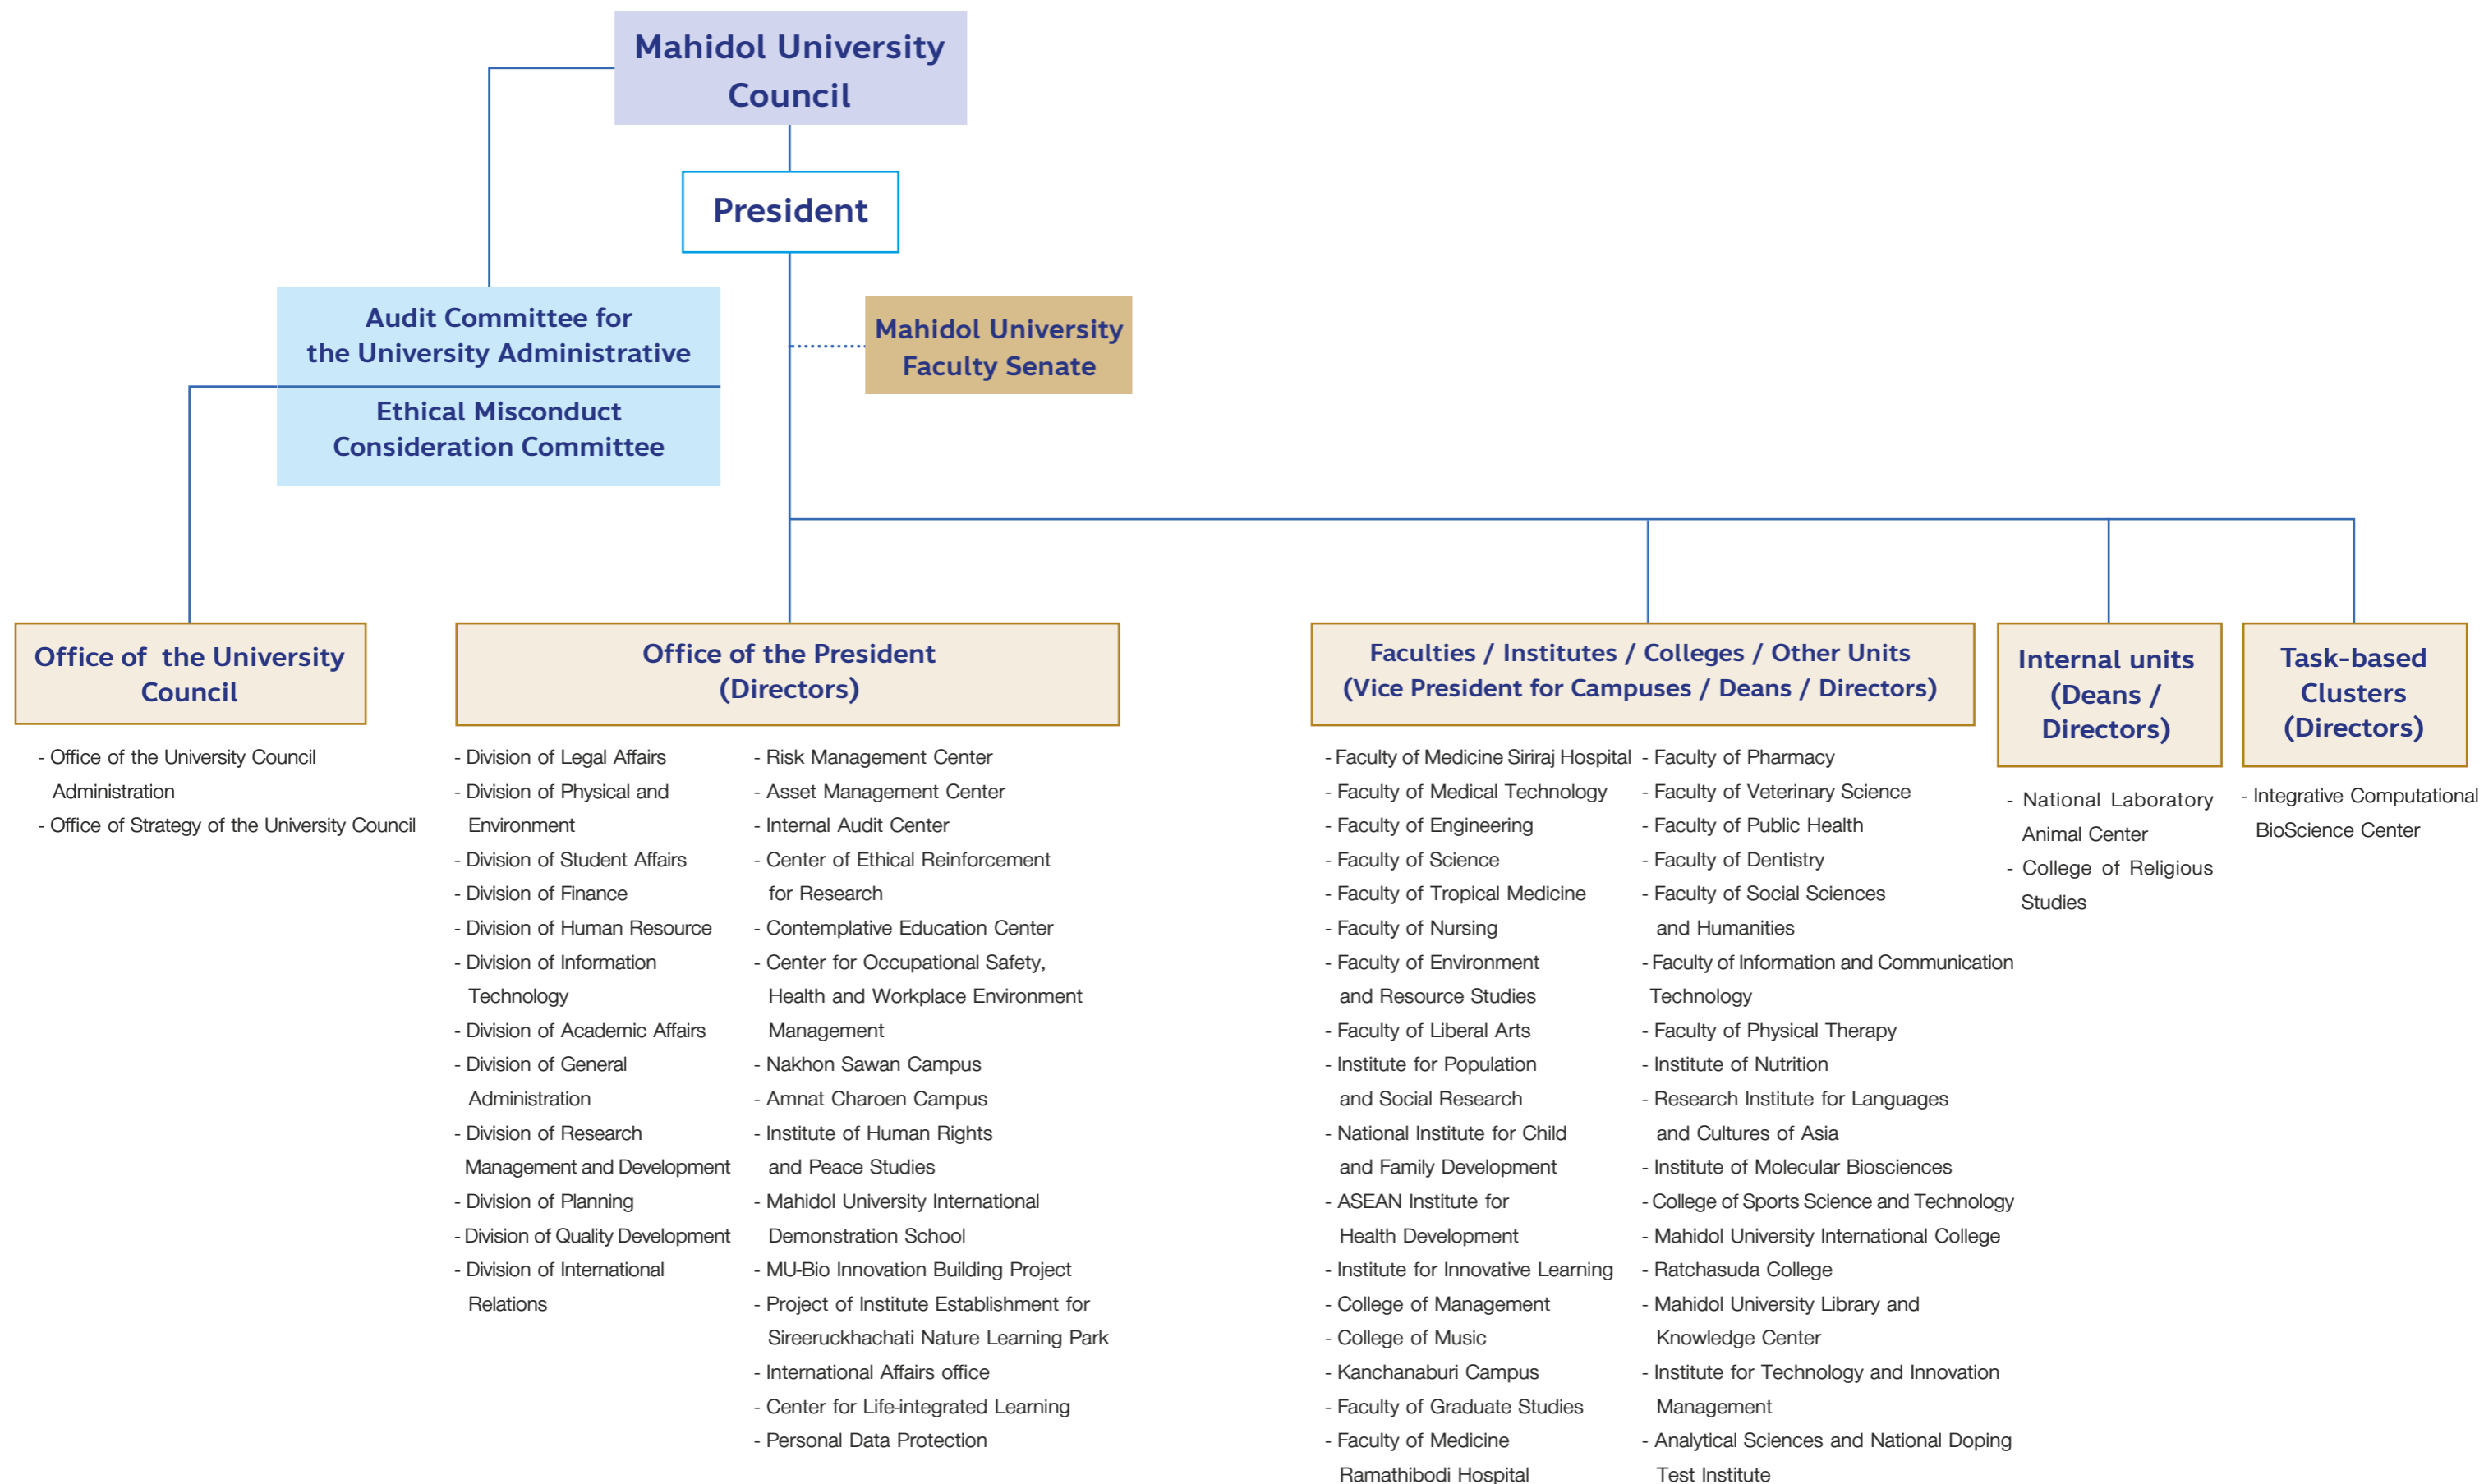 Mahidol University
Council
President
Audit Committee for
the University Administrative
Ethical Misconduct
Consideration Committee
Mahidol University
Faculty Senate
Office of the University
Council
- Office of the University Council
Administration
- Office of Strategy of the University Council
Office of the President
(Directors)
- Division of Legal Affairs
- Division of Physical and
Environment
- Division of Student Affairs
- Division of Finance
- Division of Human Resource
- Division of Information
Technology
- Division of Academic Affairs
- Division of General
Administration
- Division of Research
Management and Development
- Division of Planning
- Division of Quality Development
- Division of International
Relations
- Risk Management Center
- Asset Management Center
- Internal Audit Center
- Center of Ethical Reinforcement
for Research
- Contemplative Education Center
- Center for Occupational Safety,
Health and Workplace Environment
Management
- Nakhon Sawan Campus
- Amnat Charoen Campus
- Institute of Human Rights
and Peace Studies
- Mahidol University International
Demonstration School
- MU-Bio Innovation Building Project
- Project of Institute Establishment for
Sireeruckhachati Nature Learning Park
- International Affairs office
- Center for Life-integrated Learning
- Personal Data Protection
Faculties / Institutes / Colleges / Other Units
(Vice President for Campuses / Deans / Directors)
- Faculty of Medicine Siriraj Hospital
- Faculty of Medical Technology
- Faculty of Engineering
- Faculty of Science
- Faculty of Tropical Medicine
- Faculty of Nursing
- Faculty of Environment
and Resource Studies
- Faculty of Liberal Arts
- Institute for Population
and Social Research
- National Institute for Child
and Family Development
- ASEAN Institute for
Health Development
- Institute for Innovative Learning
- College of Management
- College of Music
- Kanchanaburi Campus
- Faculty of Graduate Studies
- Faculty of Medicine
Ramathibodi Hospital
- Faculty of Pharmacy
- Faculty of Veterinary Science
- Faculty of Public Health
- Faculty of Dentistry
- Faculty of Social Sciences
and Humanities
- Faculty of Information and Communication
Technology
- Faculty of Physical Therapy
- Institute of Nutrition
- Research Institute for Languages
and Cultures of Asia
- Institute of Molecular Biosciences
- College of Sports Science and Technology
- Mahidol University International College
- Ratchasuda College
- Mahidol University Library and
Knowledge Center
- Institute for Technology and Innovation
Management
- Analytical Sciences and National Doping
Test Institute
Internal units
(Deans /
Directors)
- National Laboratory
Animal Center
- College of Religious
Studies
Task-based
Clusters
(Directors)
- Integrative Computational
BioScience Center